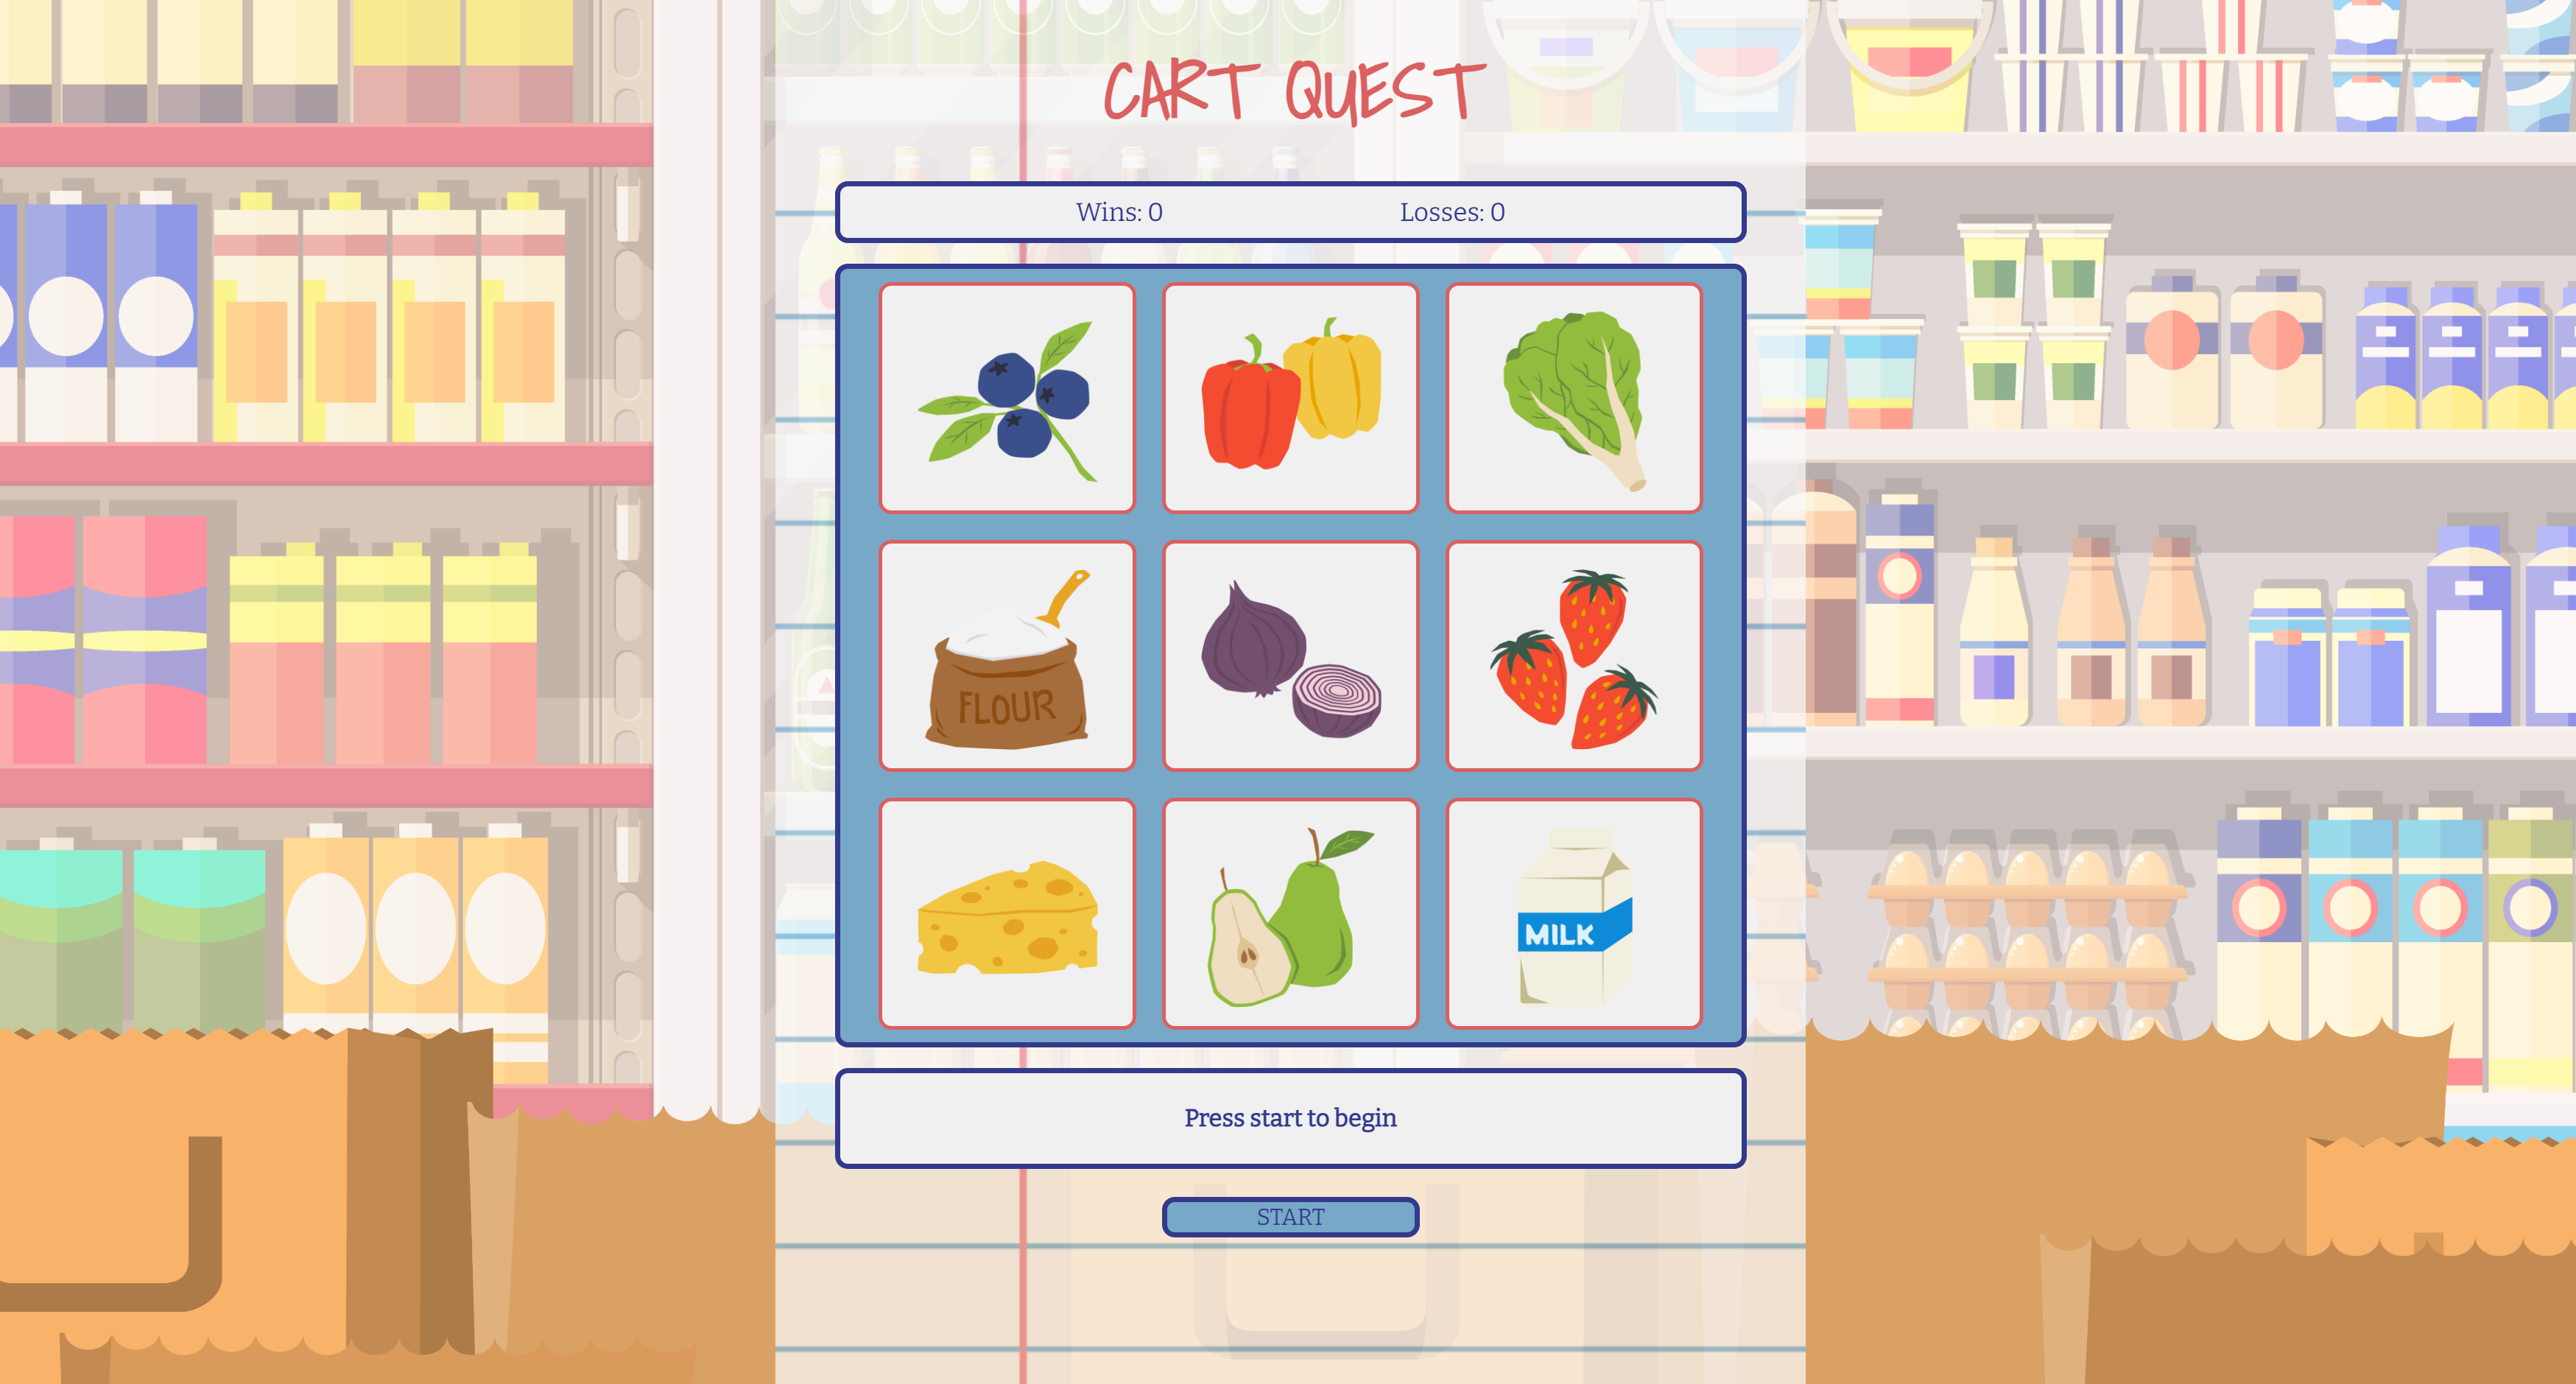 CART QUEST
Wins: 0 Losses: 0
FLOUR
MILK
Press start to begin
START